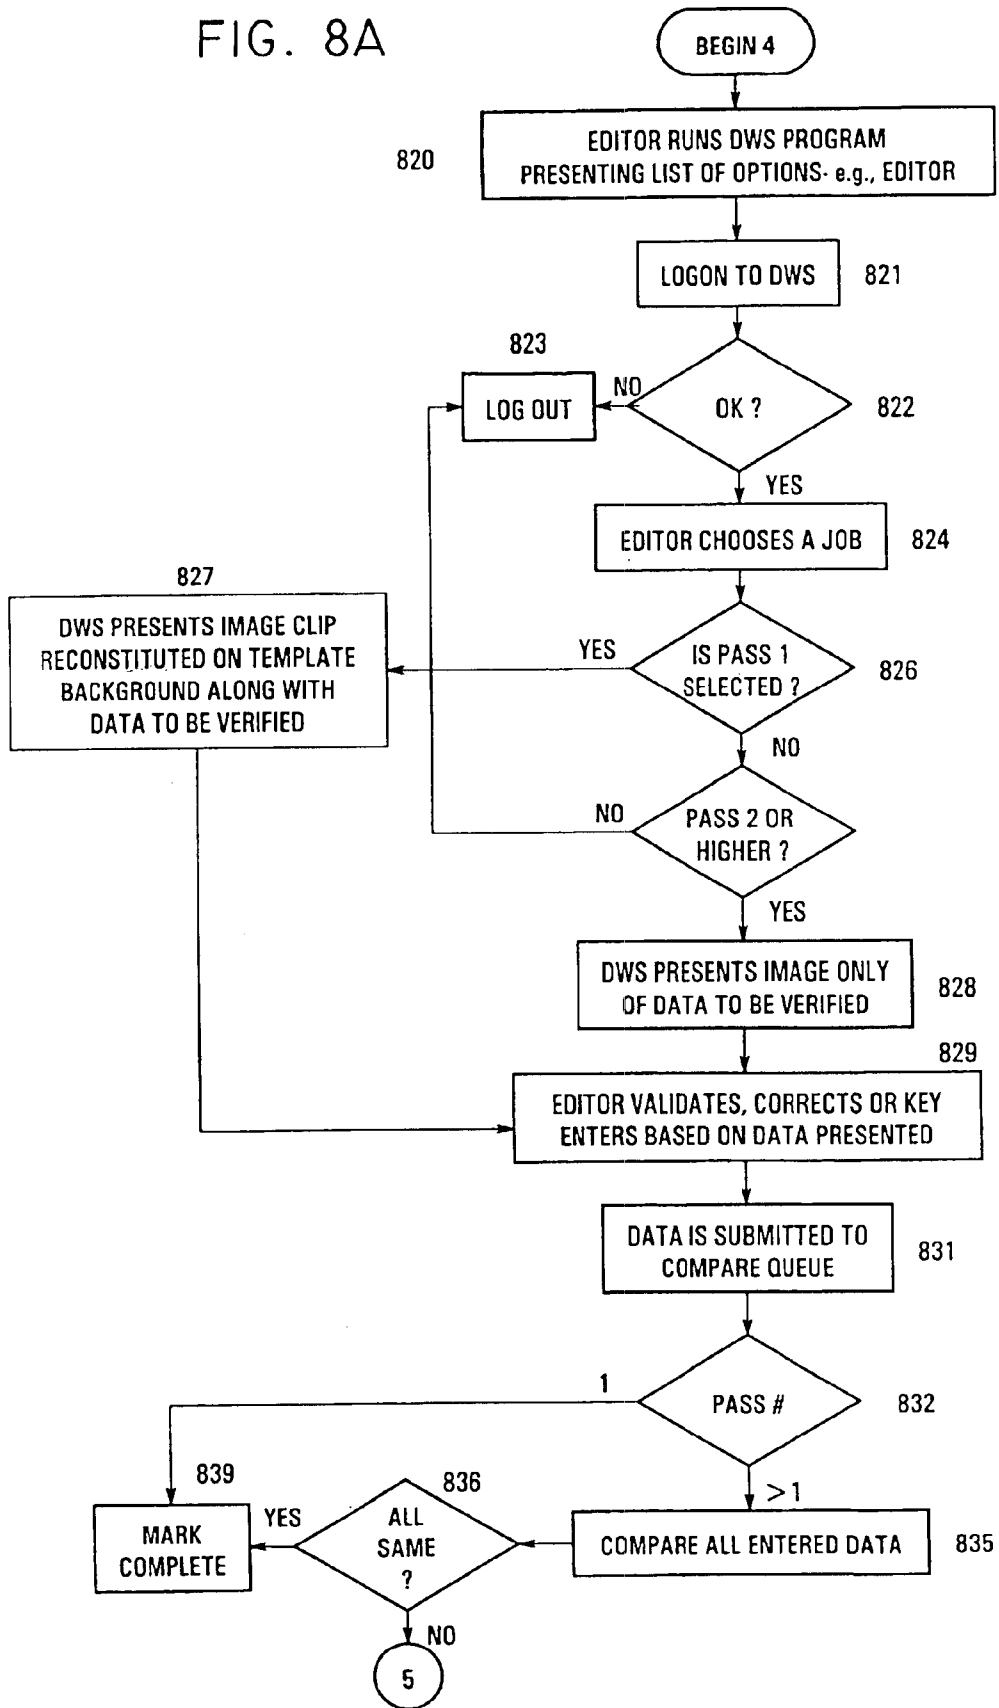 FIG. 8A
BEGIN 4
820
EDITOR RUNS DWS PROGRAM
PRESENTING LIST OF OPTIONS- e.g., EDITOR
LOGON TO DWS
821
823
LOG OUT
NO
OK ?
822
YES
EDITOR CHOOSES A JOB
824
827
DWS PRESENTS IMAGE CLIP
RECONSTITUTED ON TEMPLATE
BACKGROUND ALONG WITH
DATA TO BE VERIFIED
YES
IS PASS 1
SELECTED ?
826
NO
NO
PASS 2 OR
HIGHER ?
YES
DWS PRESENTS IMAGE ONLY
OF DATA TO BE VERIFIED
828
829
EDITOR VALIDATES, CORRECTS OR KEY
ENTERS BASED ON DATA PRESENTED
DATA IS SUBMITTED TO
COMPARE QUEUE
831
1
PASS #
832
>1
839
MARK
COMPLETE
YES
836
ALL
SAME
?
COMPARE ALL ENTERED DATA
835
NO
5